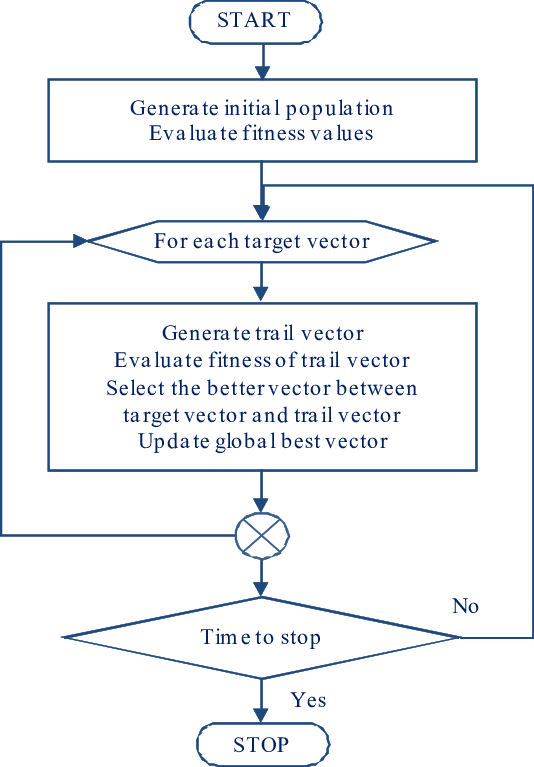 START
Generate initial population
Evaluate fitness values
For each target vector
Generate trail vector
Evaluate fitness of trail vector
Select the better vector between
target vector and trail vector
Update global best vector
No
Time to stop
Yes
STOP